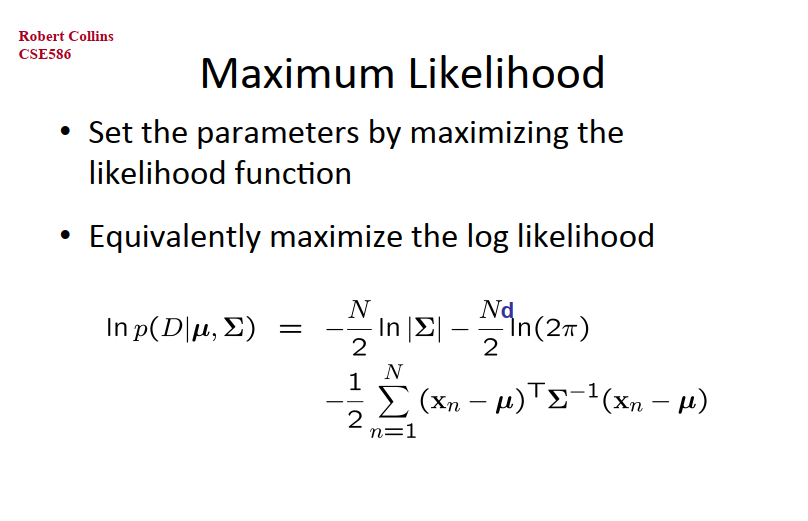 Robert Collins
CSE586
Maximum Likelihood
• Set the parameters by maximizing the
likelihood function
• Equivalently maximize the log likelihood
ln p(D|μ, Σ) = −N/2 ln |Σ| − Nd/2 ln(2π)
−1/2 ∑_{n=1}^{N} (x_n − μ)^⊤ Σ^{−1} (x_n − μ)